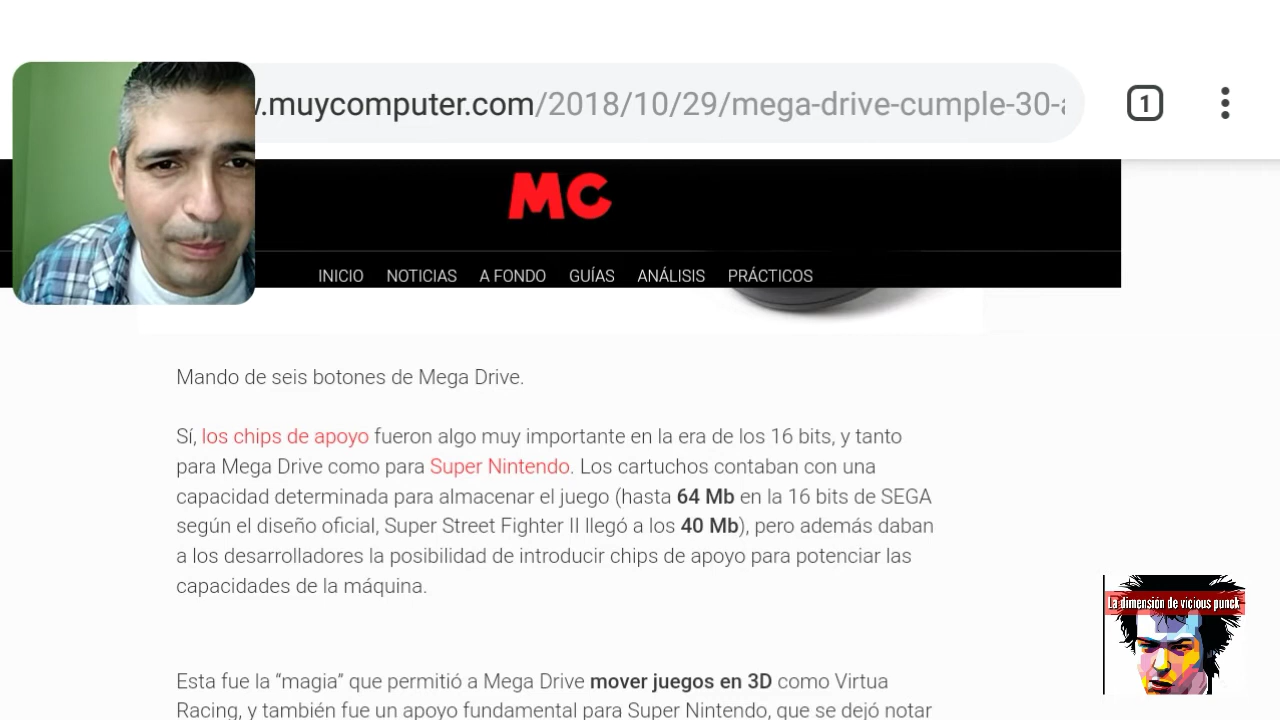 .muycomputer.com/2018/10/29/mega-drive-cumple-30-
1
MC
INICIO NOTICIAS A FONDO GUÍAS ANÁLISIS PRÁCTICOS
Mando de seis botones de Mega Drive.
Sí, los chips de apoyo fueron algo muy importante en la era de los 16 bits, y tanto
para Mega Drive como para Super Nintendo. Los cartuchos contaban con una
capacidad determinada para almacenar el juego (hasta 64 Mb en la 16 bits de SEGA
según el diseño oficial, Super Street Fighter II llegó a los 40 Mb), pero además daban
a los desarrolladores la posibilidad de introducir chips de apoyo para potenciar las
capacidades de la máquina.
Esta fue la “magia” que permitió a Mega Drive mover juegos en 3D como Virtua
Racing, y también fue un apoyo fundamental para Super Nintendo, que se dejó notar
La dimensión de vicious punck